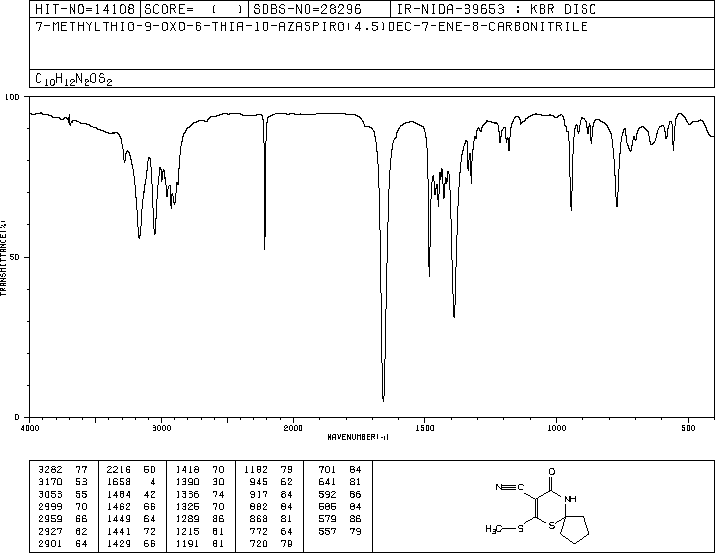 HIT-NO=14108 SCORE= ( ) SDBS-NO=28296 IR-NIDA-39653 : KBR DISC
7-METHYLTHIO-9-OXO-6-THIA-10-AZASPIRO(4.5)DEC-7-ENE-8-CARBONITRILE
C10H12N2OS2
100
TRANSMITTANCE(%)
50
0
4000 3000 2000 1500 1000 500
WAVENUMBER(-1)
3282 77 2216 50 1418 70 1182 79 701 84
3170 53 1658 4 1390 30 945 62 641 81
3053 55 1484 42 1336 74 917 84 592 86
2999 70 1462 66 1325 70 882 84 585 84
2959 66 1449 64 1289 86 868 81 579 86
2927 62 1441 72 1215 81 772 64 557 79
2901 64 1429 66 1191 81 720 79
O
N≡C
NH
H3C
S
S